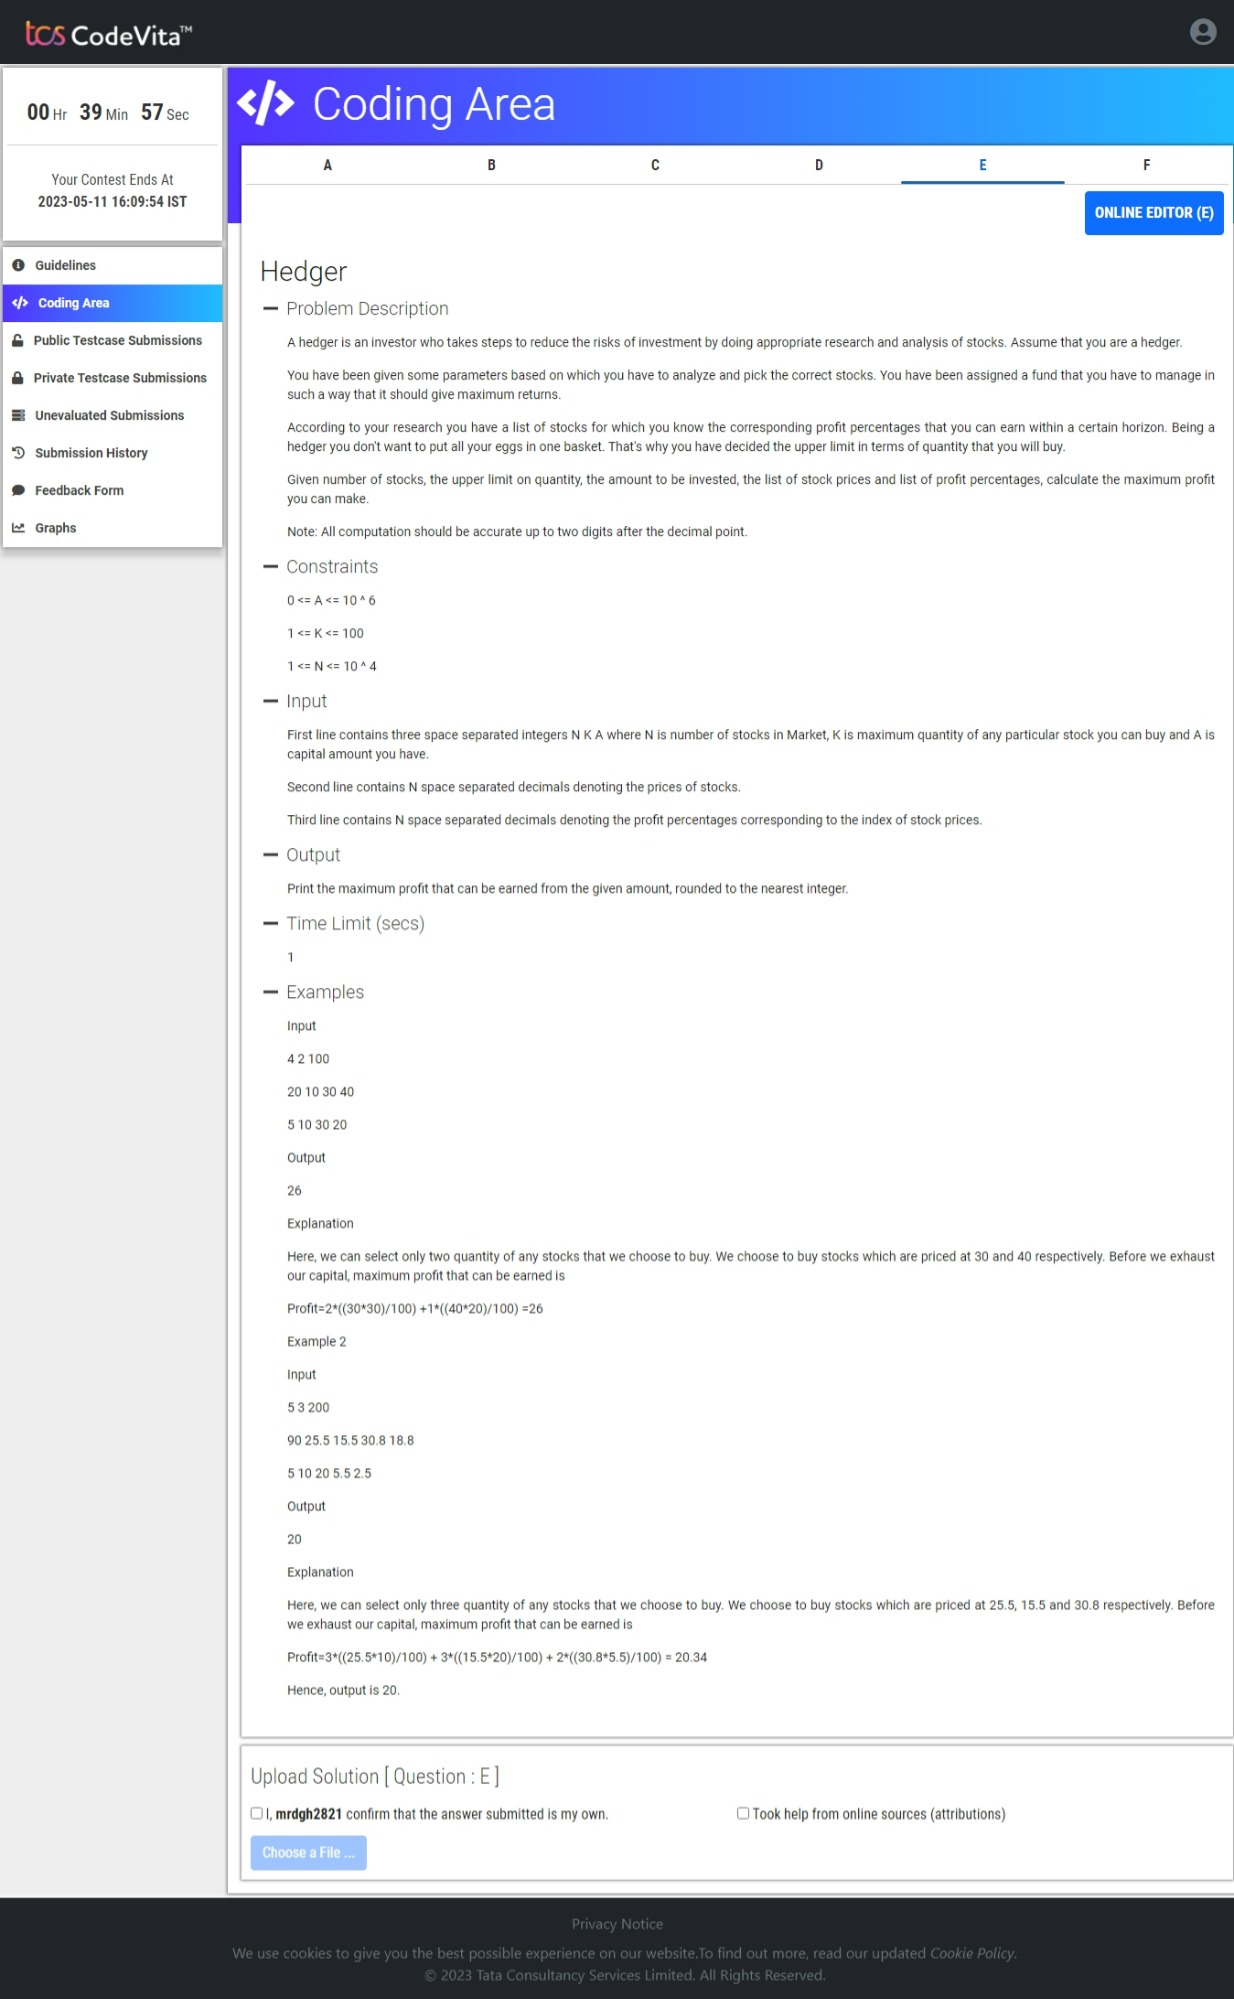 tcs CodeVita™
00 Hr 39 Min 57 Sec
Your Contest Ends At
2023-05-11 16:09:54 IST
Guidelines
Coding Area
Public Testcase Submissions
Private Testcase Submissions
Unevaluated Submissions
Submission History
Feedback Form
Graphs
</> Coding Area
A B C D E F
ONLINE EDITOR (E)
Hedger
Problem Description
A hedger is an investor who takes steps to reduce the risks of investment by doing appropriate research and analysis of stocks. Assume that you are a hedger.
You have been given some parameters based on which you have to analyze and pick the correct stocks. You have been assigned a fund that you have to manage in
such a way that it should give maximum returns.
According to your research you have a list of stocks for which you know the corresponding profit percentages that you can earn within a certain horizon. Being a
hedger you don't want to put all your eggs in one basket. That's why you have decided the upper limit in terms of quantity that you will buy.
Given number of stocks, the upper limit on quantity, the amount to be invested, the list of stock prices and list of profit percentages, calculate the maximum profit
you can make.
Note: All computation should be accurate up to two digits after the decimal point.
Constraints
0 <= A <= 10 ^ 6
1 <= K <= 100
1 <= N <= 10 ^ 4
Input
First line contains three space separated integers N K A where N is number of stocks in Market, K is maximum quantity of any particular stock you can buy and A is
capital amount you have.
Second line contains N space separated decimals denoting the prices of stocks.
Third line contains N space separated decimals denoting the profit percentages corresponding to the index of stock prices.
Output
Print the maximum profit that can be earned from the given amount, rounded to the nearest integer.
Time Limit (secs)
1
Examples
Input
4 2 100
20 10 30 40
5 10 30 20
Output
26
Explanation
Here, we can select only two quantity of any stocks that we choose to buy. We choose to buy stocks which are priced at 30 and 40 respectively. Before we exhaust
our capital, maximum profit that can be earned is
Profit=2*((30*30)/100) +1*((40*20)/100) =26
Example 2
Input
5 3 200
90 25.5 15.5 30.8 18.8
5 10 20 5.5 2.5
Output
20
Explanation
Here, we can select only three quantity of any stocks that we choose to buy. We choose to buy stocks which are priced at 25.5, 15.5 and 30.8 respectively. Before
we exhaust our capital, maximum profit that can be earned is
Profit=3*((25.5*10)/100) + 3*((15.5*20)/100) + 2*((30.8*5.5)/100) = 20.34
Hence, output is 20.
Upload Solution [ Question : E ]
I, mrdgh2821 confirm that the answer submitted is my own.
Took help from online sources (attributions)
Choose a File ...
Privacy Notice
We use cookies to give you the best possible experience on our website.To find out more, read our updated Cookie Policy.
© 2023 Tata Consultancy Services Limited. All Rights Reserved.